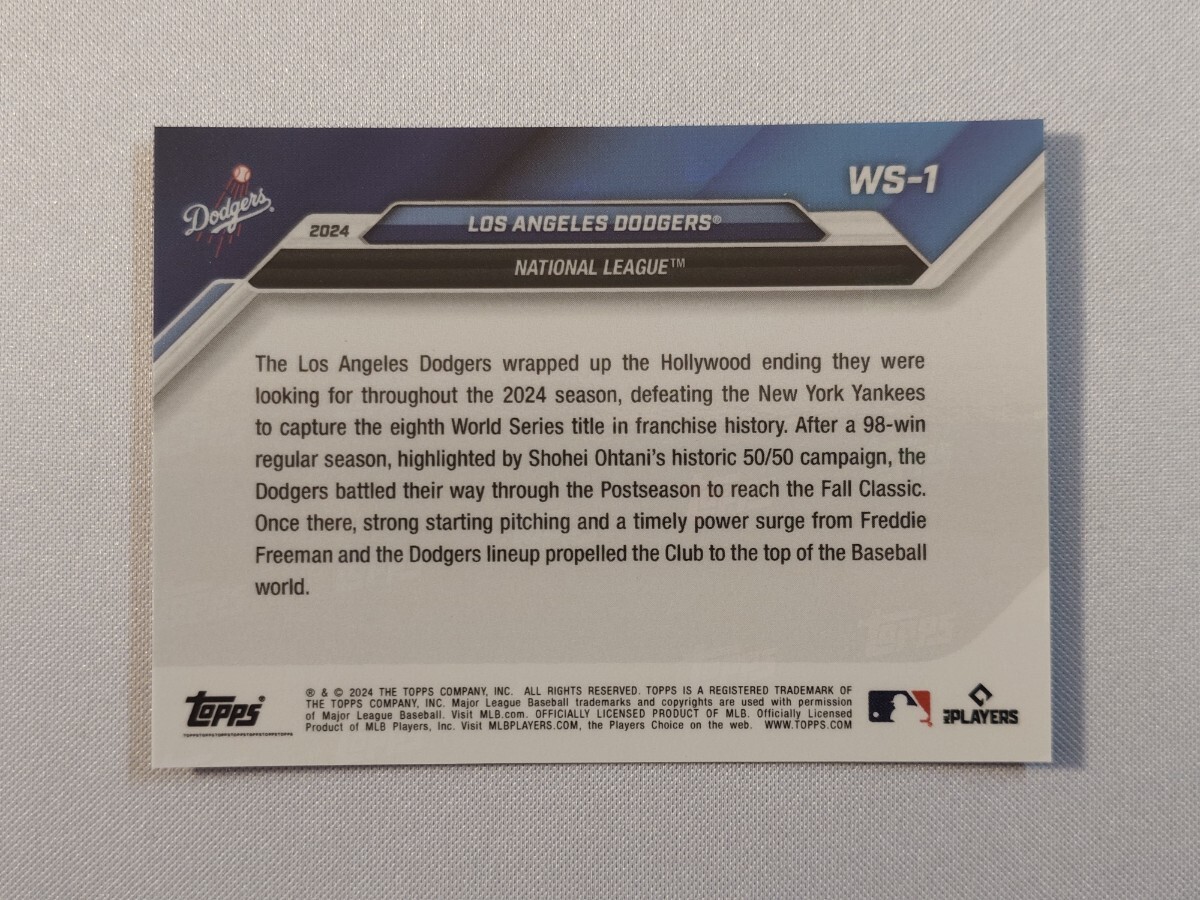 WS-1
Dodgers
2024
LOS ANGELES DODGERS®
NATIONAL LEAGUE™
The Los Angeles Dodgers wrapped up the Hollywood ending they were
looking for throughout the 2024 season, defeating the New York Yankees
to capture the eighth World Series title in franchise history. After a 98-win
regular season, highlighted by Shohei Ohtani's historic 50/50 campaign, the
Dodgers battled their way through the Postseason to reach the Fall Classic.
Once there, strong starting pitching and a timely power surge from Freddie
Freeman and the Dodgers lineup propelled the Club to the top of the Baseball
world.
Topps
Topps®
® & © 2024 THE TOPPS COMPANY, INC. ALL RIGHTS RESERVED. TOPPS IS A REGISTERED TRADEMARK OF
THE TOPPS COMPANY, INC. Major League Baseball trademarks and copyrights are used with permission
of Major League Baseball. Visit MLB.com. OFFICIALLY LICENSED PRODUCT OF MLB. Officially Licensed
Product of MLB Players, Inc. Visit MLBPLAYERS.COM, the Players Choice on the web. WWW.TOPPS.COM
MLB PLAYERS